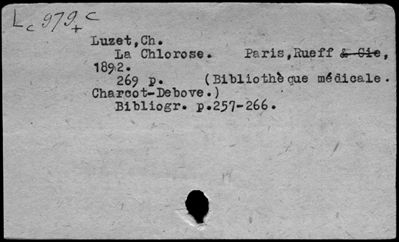 Lc 979+c
Luzet,Ch.
La Chlorose. Paris,Rueff & Cie,
1892.
269 p. (Bibliothèque médicale.
Charcot-Debove.)
Bibliogr. p.257-266.